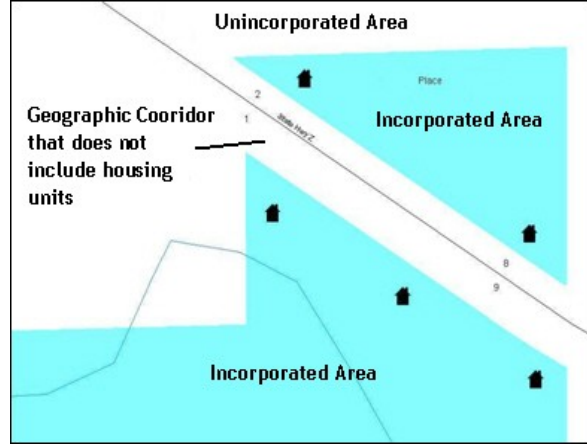 Unincorporated Area
Place
2
Incorporated Area
Geographic Cooridor
that does not
include housing
units
1
State Hwy Z
8
9
Incorporated Area